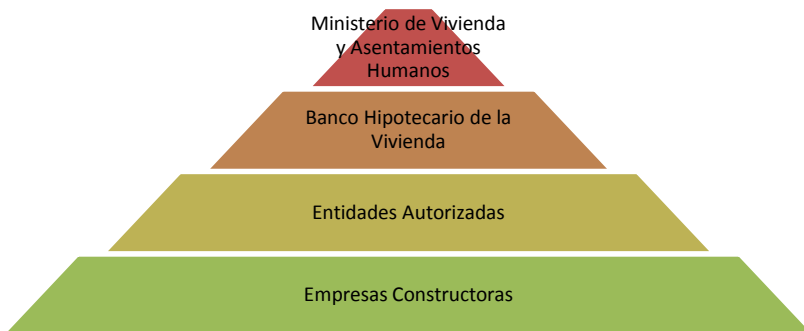 Ministerio de Vivienda
y Asentamientos
Humanos
Banco Hipotecario de la
Vivienda
Entidades Autorizadas
Empresas Constructoras